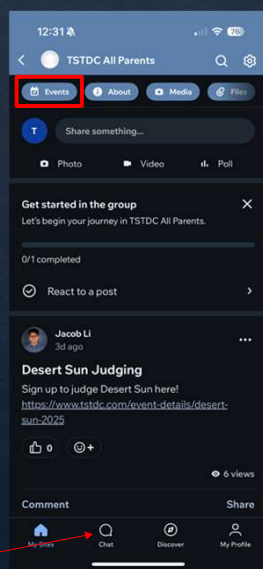 12:31
76
TSTDC All Parents
Events
About
Media
Files
T
Share something...
Photo
Video
Poll
Get started in the group
Let's begin your journey in TSTDC All Parents.
0/1 completed
React to a post
Jacob Li
3d ago
Desert Sun Judging
Sign up to judge Desert Sun here!
https://www.tstdc.com/event-details/desert-
sun-2025
0
6 views
Comment
Share
My Sites
Chat
Discover
My Profile